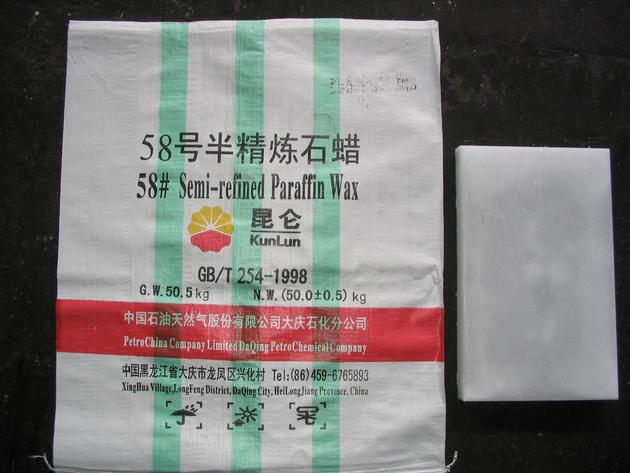 58号半精炼石蜡
58# Semi-refined Paraffin Wax
昆仑
KunLun
GB/T 254-1998
G.W.50.5kg N.W.(50.0±0.5)kg
中国石油天然气股份有限公司大庆石化分公司
PetroChina Company Limited DaQing PetroChemical Company
中国黑龙江省大庆市龙凤区兴化村 Tel:(86)459-6765893
XingHua Village,LongFeng District,DaQing City,HeiLongJiang Province,China